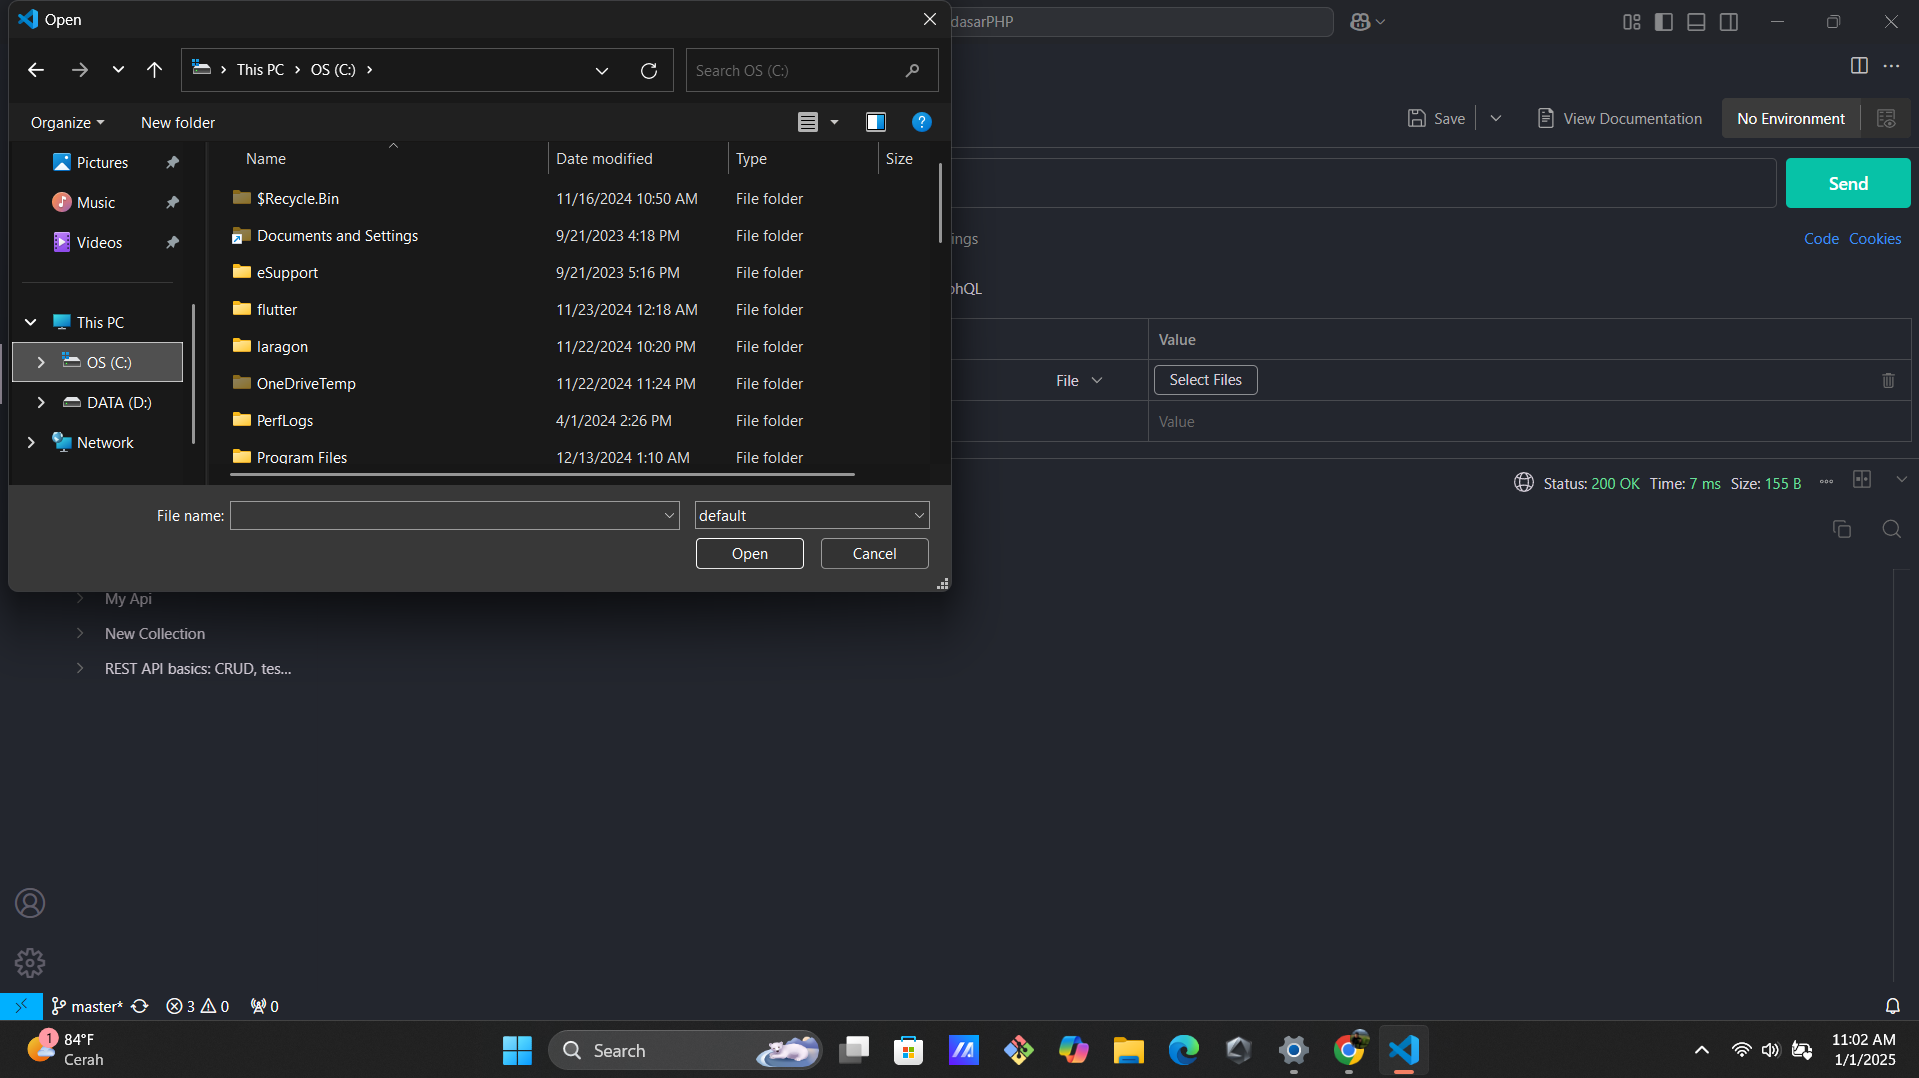 Open
dasarPHP
This PC
OS (C:)
Search OS (C:)
Organize
New folder
Save
View Documentation
No Environment
Pictures
Music
Videos
This PC
OS (C:)
DATA (D:)
Network
Name
Date modified
Type
Size
$Recycle.Bin
11/16/2024 10:50 AM
File folder
Documents and Settings
9/21/2023 4:18 PM
File folder
eSupport
9/21/2023 5:16 PM
File folder
flutter
11/23/2024 12:18 AM
File folder
laragon
11/22/2024 10:20 PM
File folder
OneDriveTemp
11/22/2024 11:24 PM
File folder
PerfLogs
4/1/2024 2:26 PM
File folder
Program Files
12/13/2024 1:10 AM
File folder
File name:
default
Open
Cancel
Send
ings
Code
Cookies
phQL
Value
File
Select Files
Value
Status: 200 OK
Time: 7 ms
Size: 155 B
My Api
New Collection
REST API basics: CRUD, tes...
master*
3
0
0
1
84°F
Cerah
Search
11:02 AM
1/1/2025